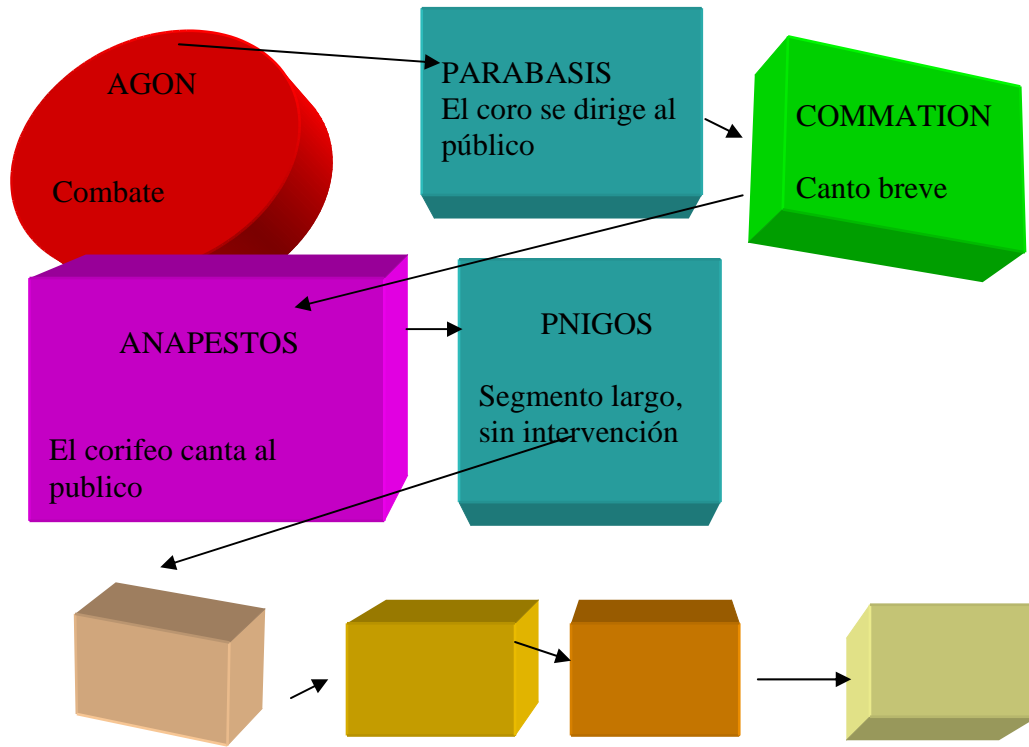 AGON
Combate
PARABASIS
El coro se dirige al
público
COMMATION
Canto breve
ANAPESTOS
El corifeo canta al
publico
PNIGOS
Segmento largo,
sin intervención